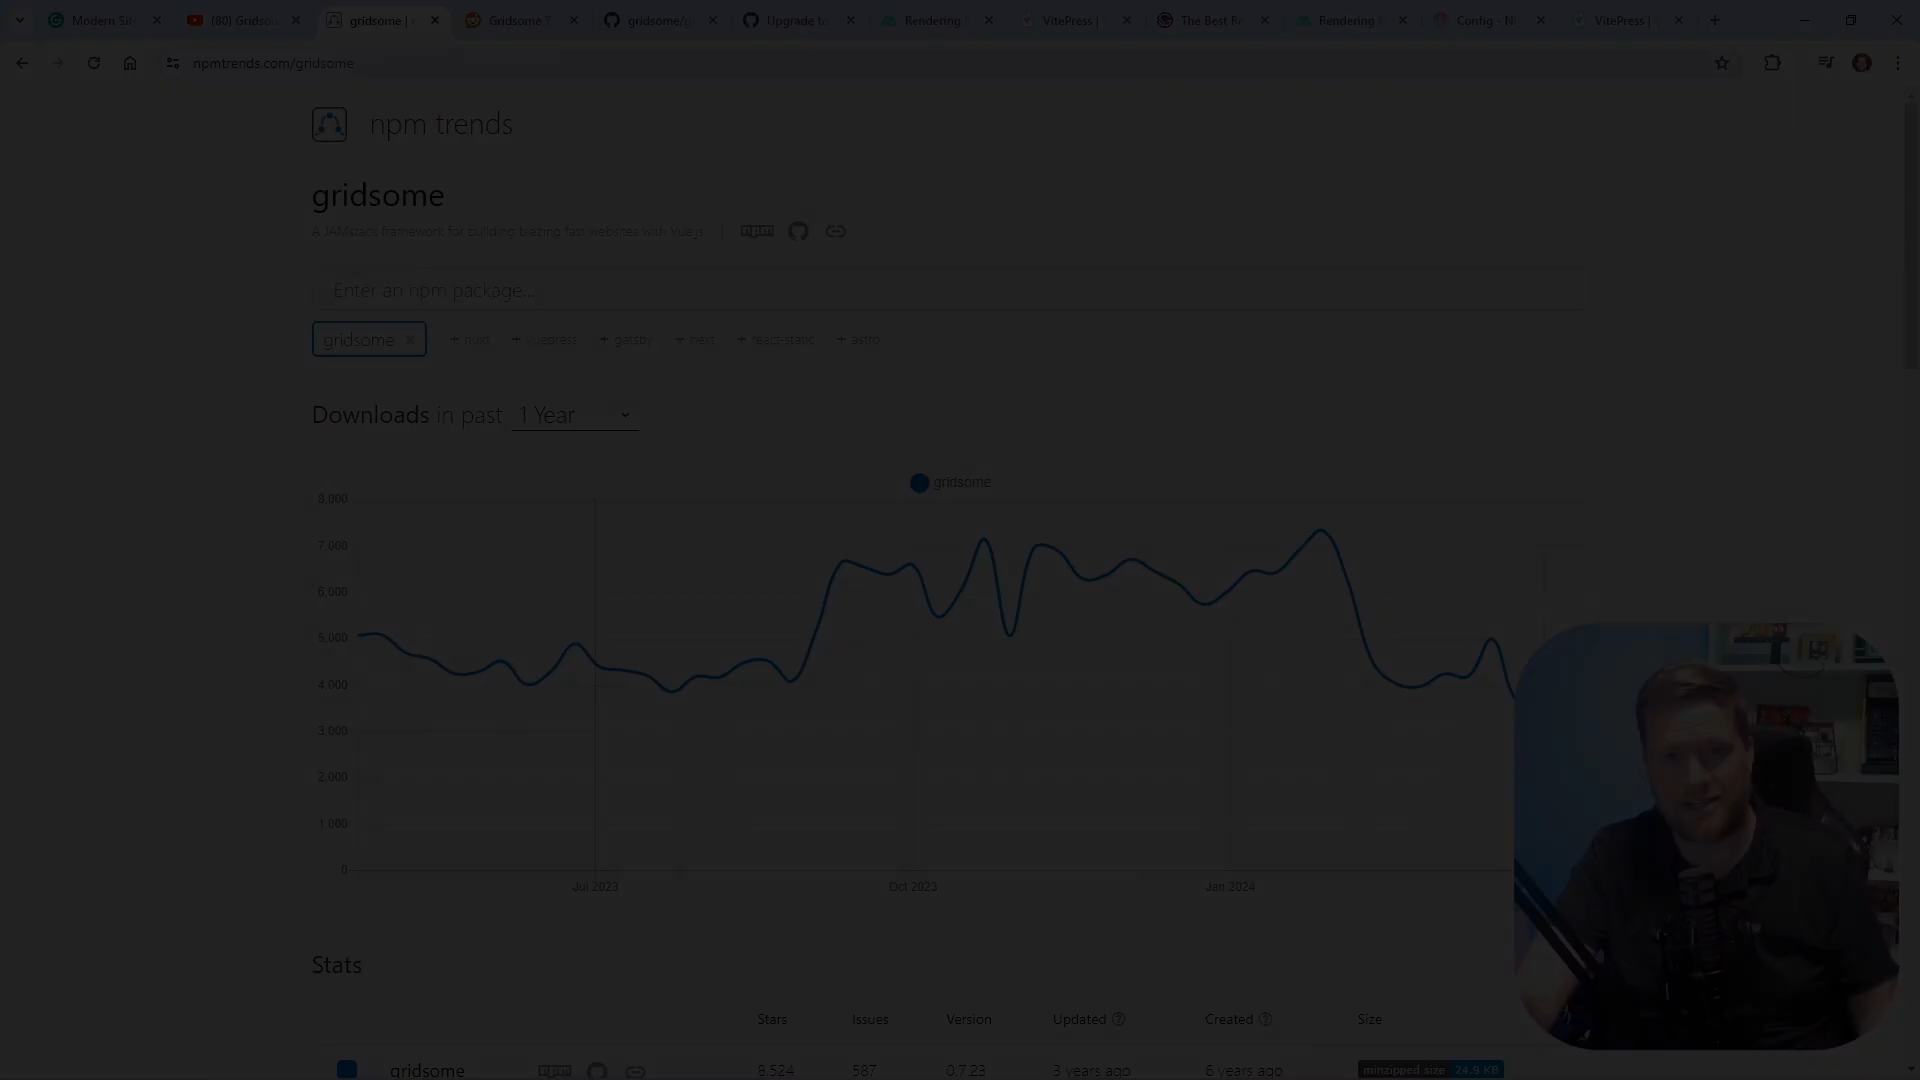 Modern Sit
(80) Gridsom
gridsome |
Gridsome T
gridsome/g
Upgrade to
Rendering
VitePress |
The Best Re
Rendering
Config - N
VitePress |
npmtrends.com/gridsome
npm trends
gridsome
A JAMstack framework for building blazing fast websites with Vue.js
npm
Enter an npm package...
gridsome × + nuxt + vuepress + gatsby + next + react-static + astro
Downloads in past 1 Year
gridsome
8,000
7,000
6,000
5,000
4,000
3,000
2,000
1,000
0
Jul 2023 Oct 2023 Jan 2024
Stats
Stars Issues Version Updated Created Size
gridsome npm 8,524 587 0.7.23 3 years ago 6 years ago minzipped size 24.9 KB